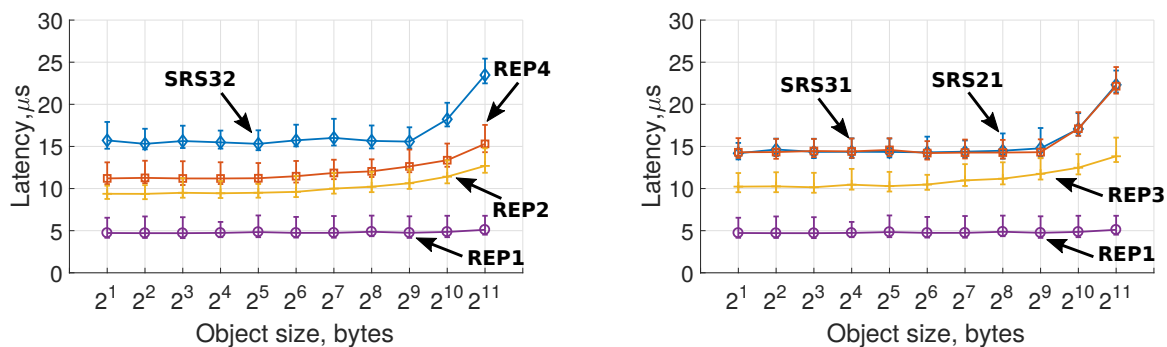 30
25
20
15
10
5
0
Latency, μs
SRS32
REP4
REP2
REP1
2^1 2^2 2^3 2^4 2^5 2^6 2^7 2^8 2^9 2^10 2^11
Object size, bytes
30
25
20
15
10
5
0
Latency, μs
SRS31
SRS21
REP3
REP1
2^1 2^2 2^3 2^4 2^5 2^6 2^7 2^8 2^9 2^10 2^11
Object size, bytes